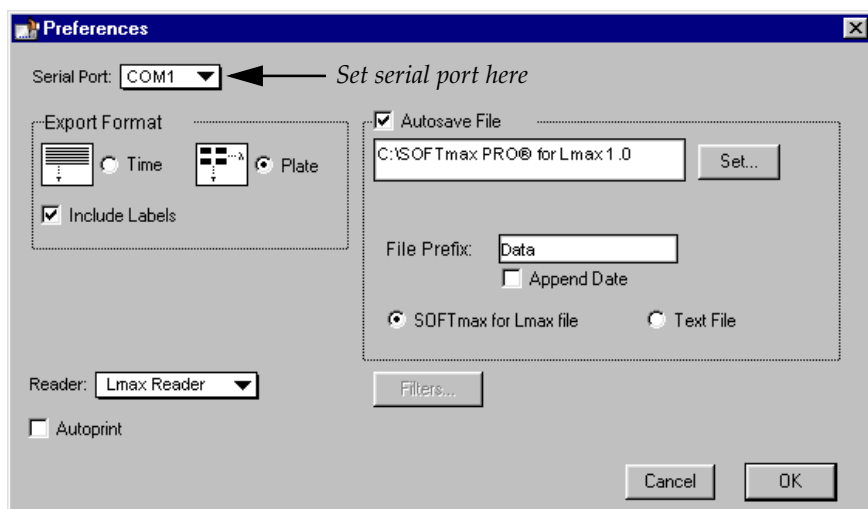 Preferences
Serial Port: COM1
Set serial port here
Export Format
Time
Plate
Include Labels
Autosave File
C:\SOFTmax PRO® for Lmax 1.0
Set...
File Prefix: Data
Append Date
SOFTmax for Lmax file
Text File
Reader: Lmax Reader
Filters...
Autoprint
Cancel
OK